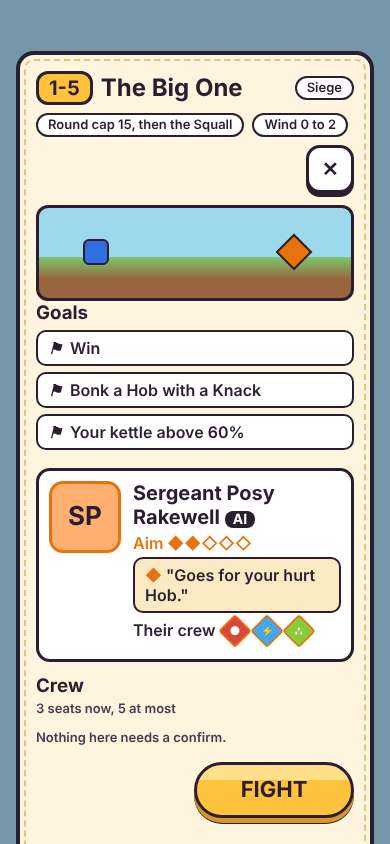 1-5 The Big One Siege
Round cap 15, then the Squall Wind 0 to 2
✕
Goals
Win
Bonk a Hob with a Knack
Your kettle above 60%
SP
Sergeant Posy
Rakewell AI
Aim
"Goes for your hurt
Hob."
Their crew
Crew
3 seats now, 5 at most
Nothing here needs a confirm.
FIGHT